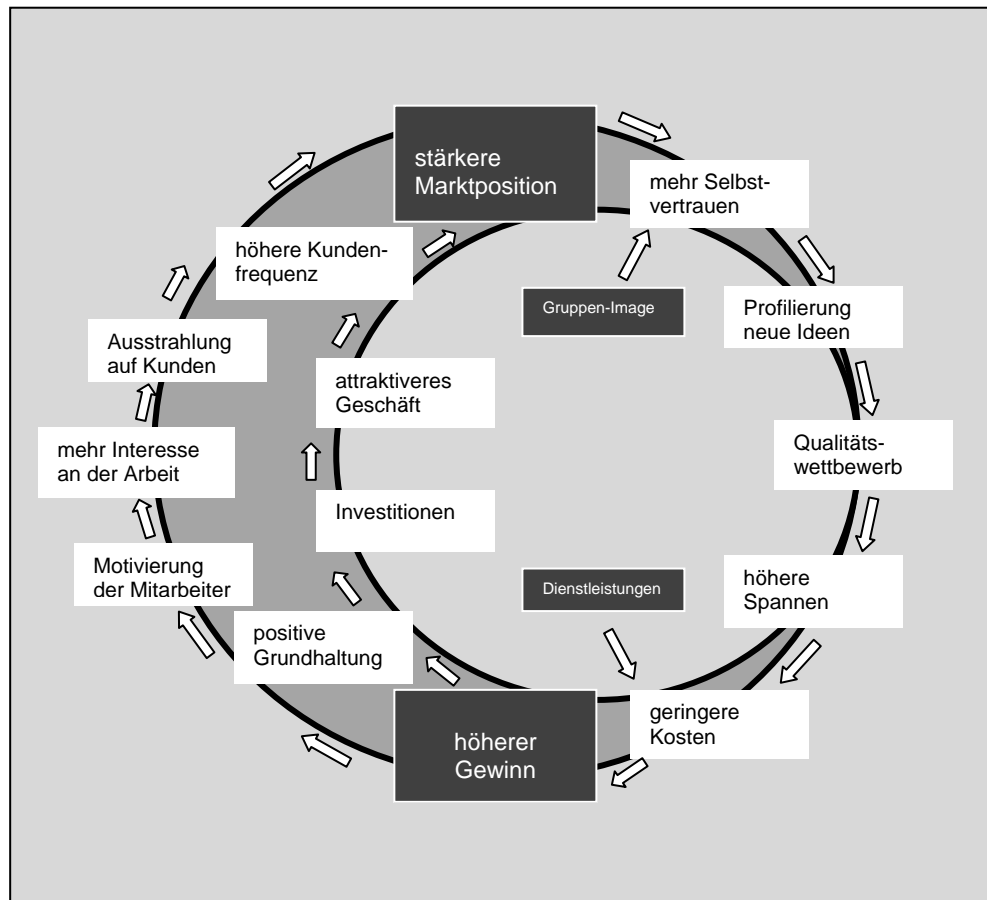 stärkere
Marktposition
mehr Selbst-
vertrauen
höhere Kunden-
frequenz
Gruppen-Image
Profilierung
neue Ideen
Ausstrahlung
auf Kunden
attraktiveres
Geschäft
mehr Interesse
an der Arbeit
Qualitäts-
wettbewerb
Investitionen
Motivierung
der Mitarbeiter
Dienstleistungen
höhere
Spannen
positive
Grundhaltung
geringere
Kosten
höherer
Gewinn